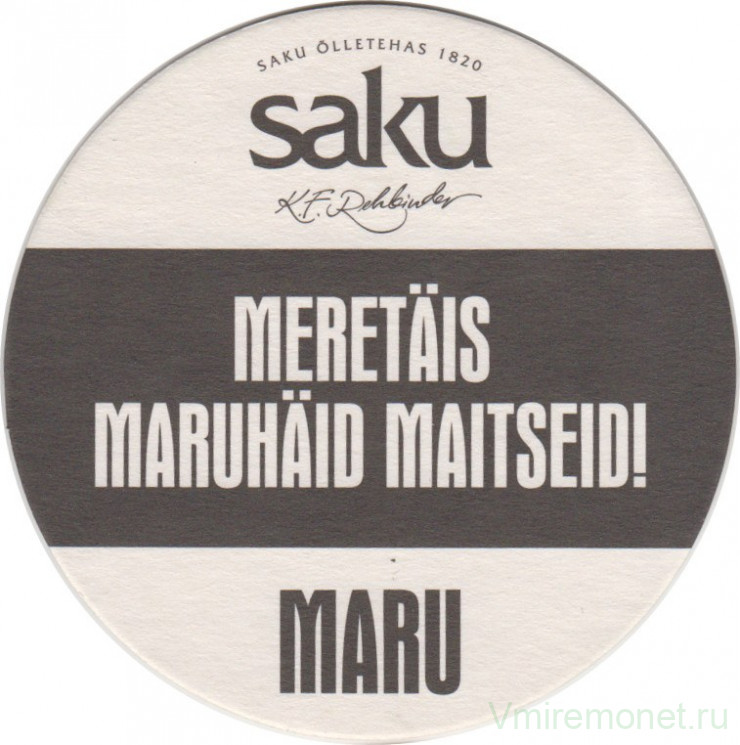 SAKU ÕLLETEHAS 1820
saku
K.F. Rehbinder
MERETÄIS
MARUHÄID MAITSEID!
MARU
Vmiremonet.ru